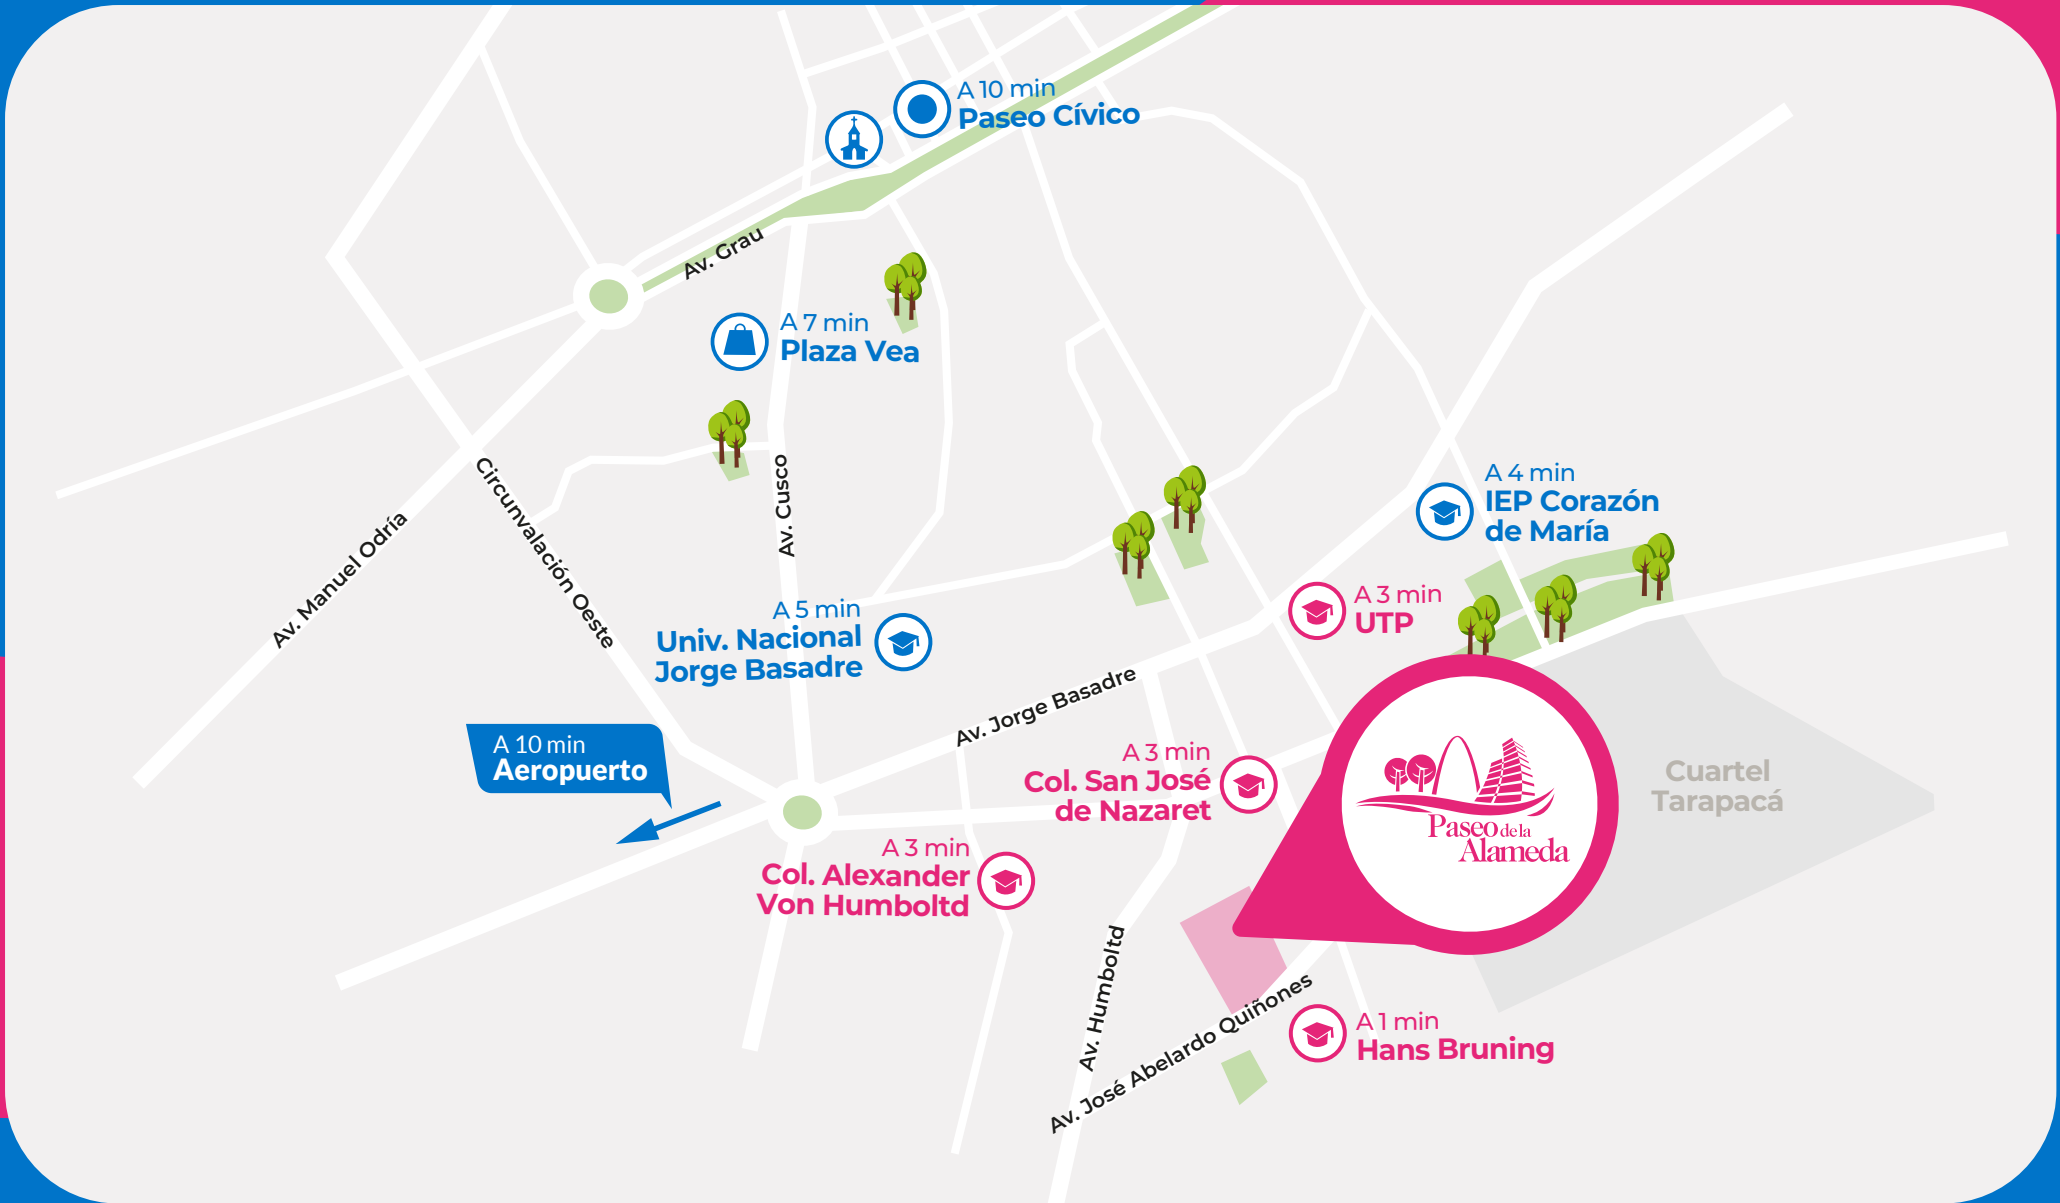 A 10 min
Paseo Cívico
Av. Grau
A 7 min
Plaza Vea
Circunvalación Oeste
Av. Cusco
Av. Manuel Odría
A 4 min
IEP Corazón
de María
A 3 min
UTP
A 5 min
Univ. Nacional
Jorge Basadre
Av. Jorge Basadre
A 10 min
Aeropuerto
A 3 min
Col. San José
de Nazaret
Cuartel
Tarapacá
Paseo de la
Alameda
A 3 min
Col. Alexander
Von Humboltd
Av. Humboltd
Av. José Abelardo Quiñones
A 1 min
Hans Bruning